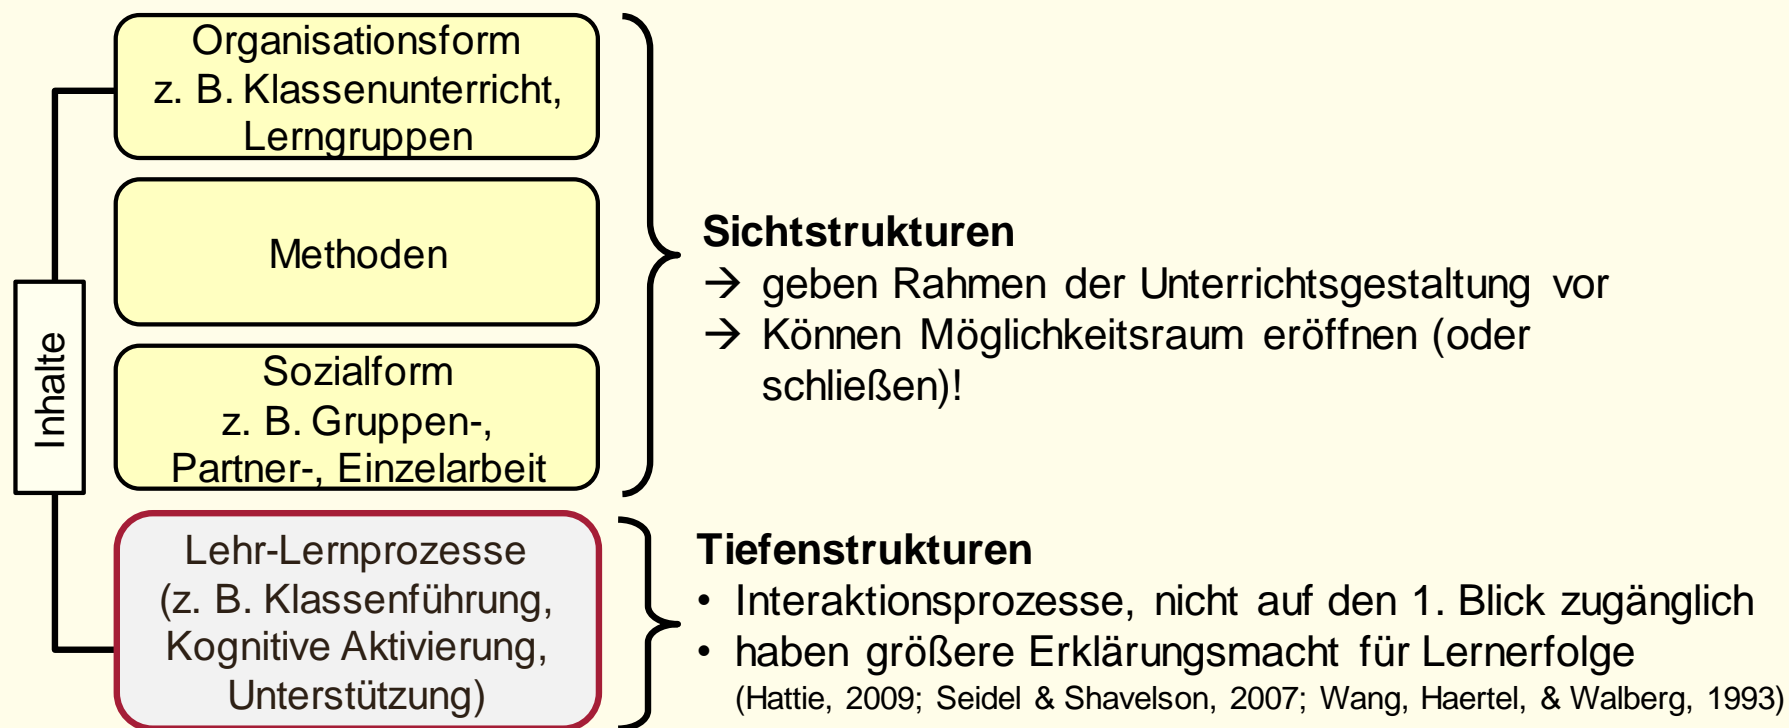 Organisationsform
z. B. Klassenunterricht,
Lerngruppen
Methoden
Sozialform
z. B. Gruppen-,
Partner-, Einzelarbeit
Inhalte
Lehr-Lernprozesse
(z. B. Klassenführung,
Kognitive Aktivierung,
Unterstützung)
Sichtstrukturen
→ geben Rahmen der Unterrichtsgestaltung vor
→ Können Möglichkeitsraum eröffnen (oder
schließen)!
Tiefenstrukturen
• Interaktionsprozesse, nicht auf den 1. Blick zugänglich
• haben größere Erklärungsmacht für Lernerfolge
(Hattie, 2009; Seidel & Shavelson, 2007; Wang, Haertel, & Walberg, 1993)